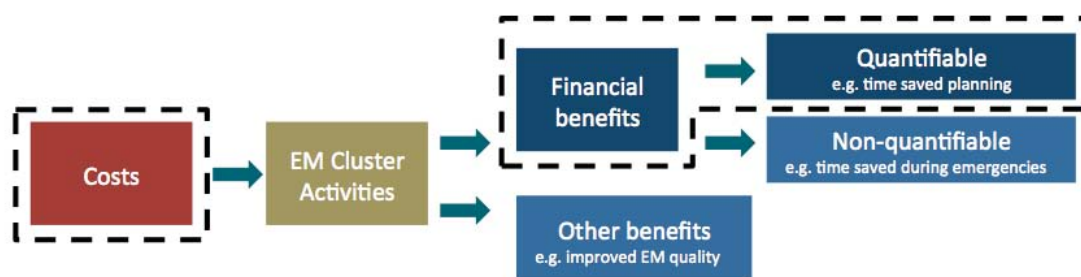 Costs
EM Cluster
Activities
Financial
benefits
Quantifiable
e.g. time saved planning
Non-quantifiable
e.g. time saved during emergencies
Other benefits
e.g. improved EM quality